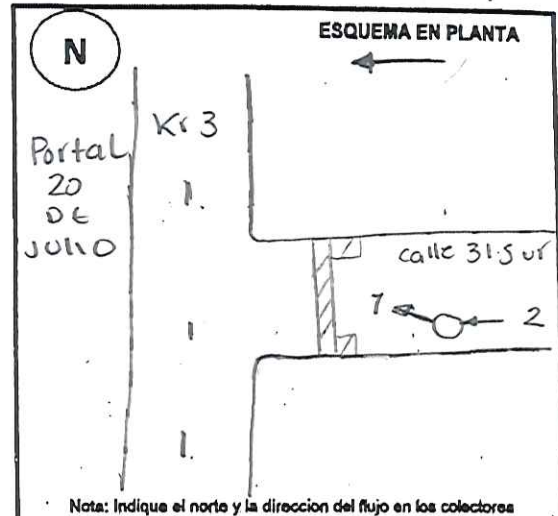 N
ESQUEMA EN PLANTA
Kr 3
Portal
20
DE
JULIO
calle 31.Sur
1
2
Nota: Indique el norte y la direccion del flujo en los colectores